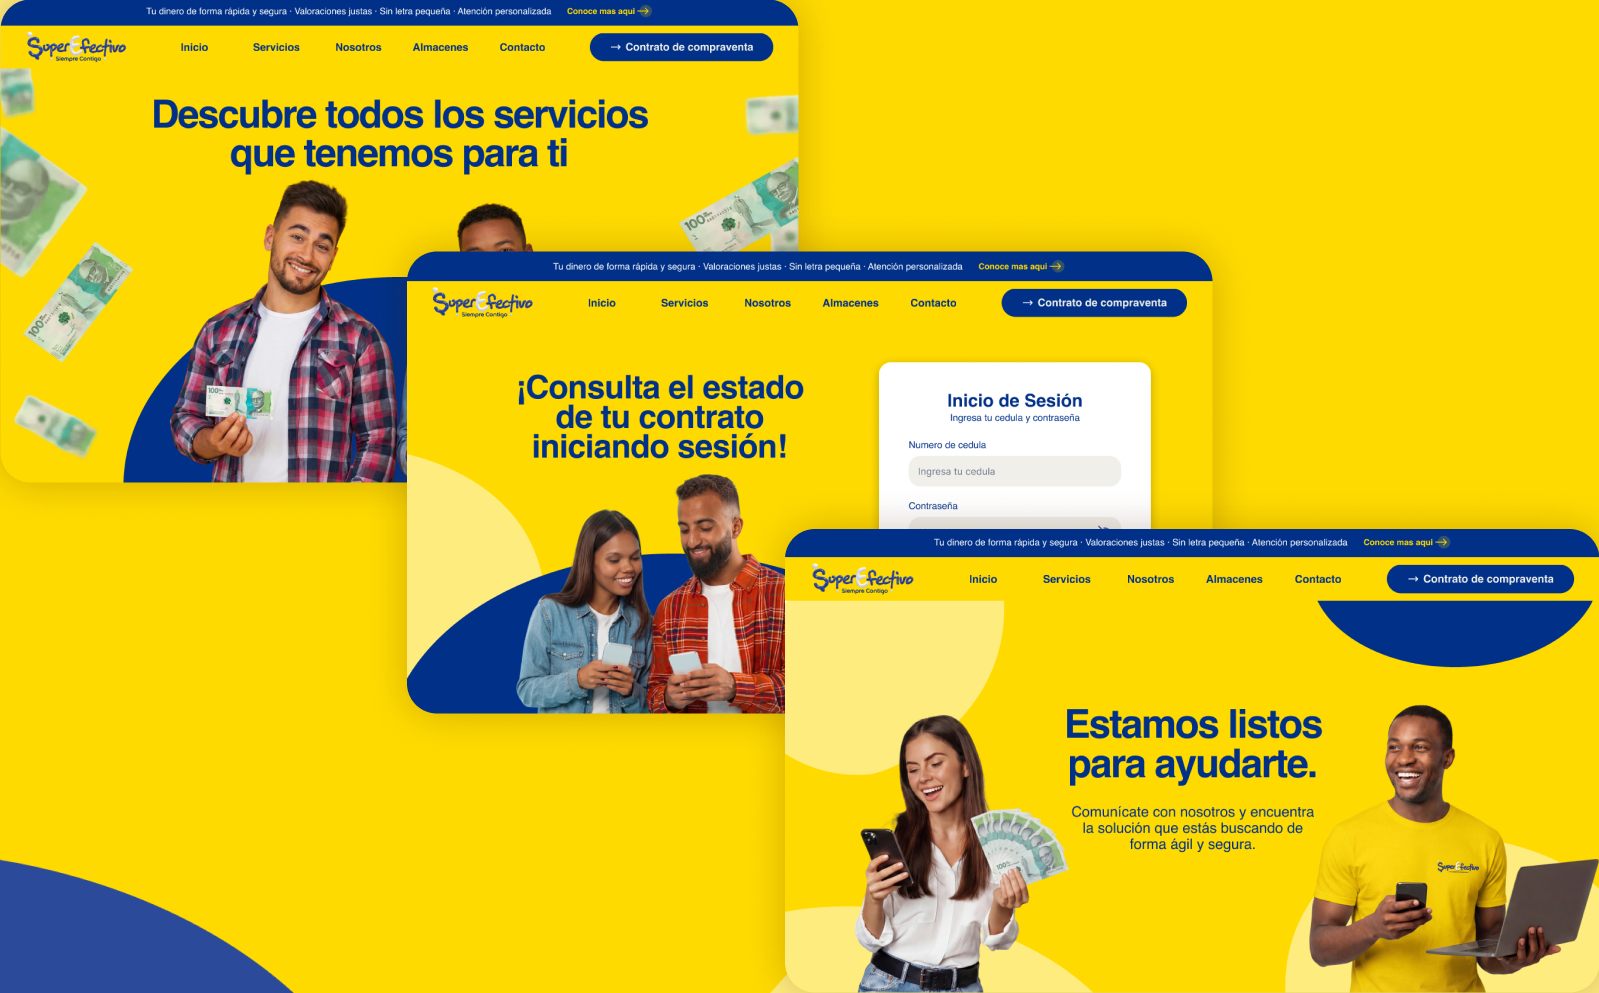 Tu dinero de forma rápida y segura · Valoraciones justas · Sin letra pequeña · Atención personalizada Conoce mas aqui →
SuperEfectivo
Siempre Contigo
Inicio Servicios Nosotros Almacenes Contacto → Contrato de compraventa
Descubre todos los servicios
que tenemos para ti
100
100
100
Tu dinero de forma rápida y segura · Valoraciones justas · Sin letra pequeña · Atención personalizada Conoce mas aqui →
SuperEfectivo
Siempre Contigo
Inicio Servicios Nosotros Almacenes Contacto → Contrato de compraventa
¡Consulta el estado
de tu contrato
iniciando sesión!
Inicio de Sesión
Ingresa tu cedula y contraseña
Numero de cedula
Ingresa tu cedula
Contraseña
Tu dinero de forma rápida y segura · Valoraciones justas · Sin letra pequeña · Atención personalizada Conoce mas aqui →
SuperEfectivo
Siempre Contigo
Inicio Servicios Nosotros Almacenes Contacto → Contrato de compraventa
Estamos listos
para ayudarte.
Comunícate con nosotros y encuentra
la solución que estás buscando de
forma ágil y segura.
100
SuperEfectivo